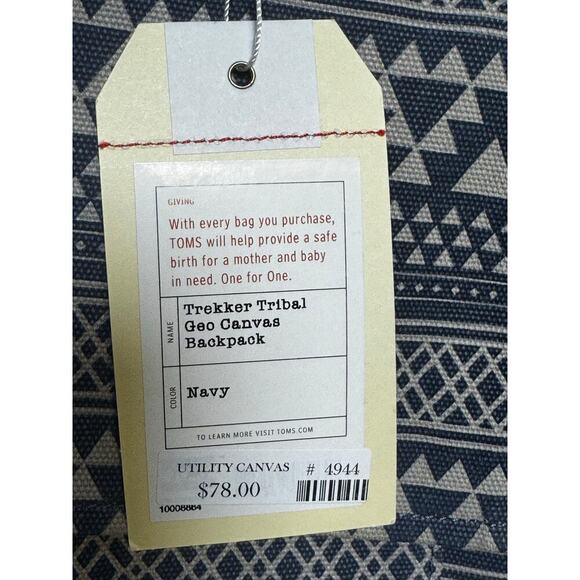 GIVING
With every bag you purchase,
TOMS will help provide a safe
birth for a mother and baby
in need. One for One.
NAME
Trekker Tribal
Geo Canvas
Backpack
COLOR
Navy
TO LEARN MORE VISIT TOMS.COM
UTILITY CANVAS # 4944
$78.00
10008864